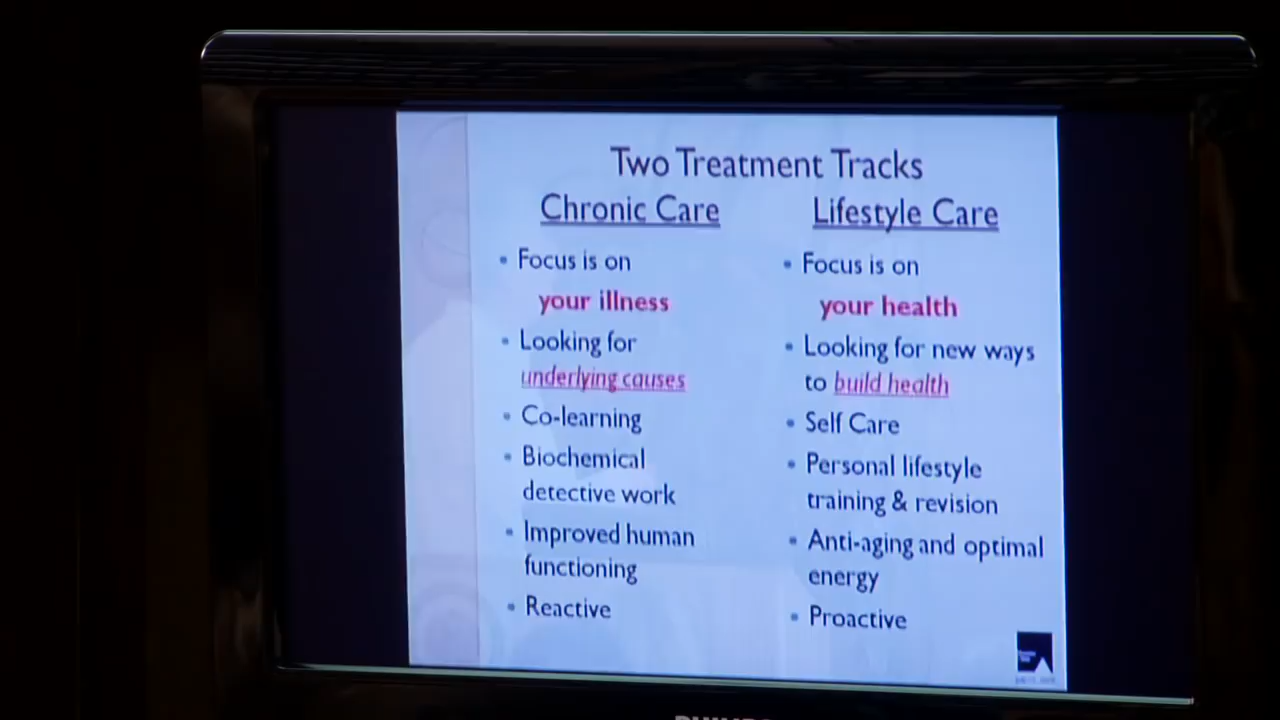 Two Treatment Tracks
Chronic Care
• Focus is on
your illness
• Looking for
underlying causes
• Co-learning
• Biochemical
detective work
• Improved human
functioning
• Reactive
Lifestyle Care
• Focus is on
your health
• Looking for new ways
to build health
• Self Care
• Personal lifestyle
training & revision
• Anti-aging and optimal
energy
• Proactive